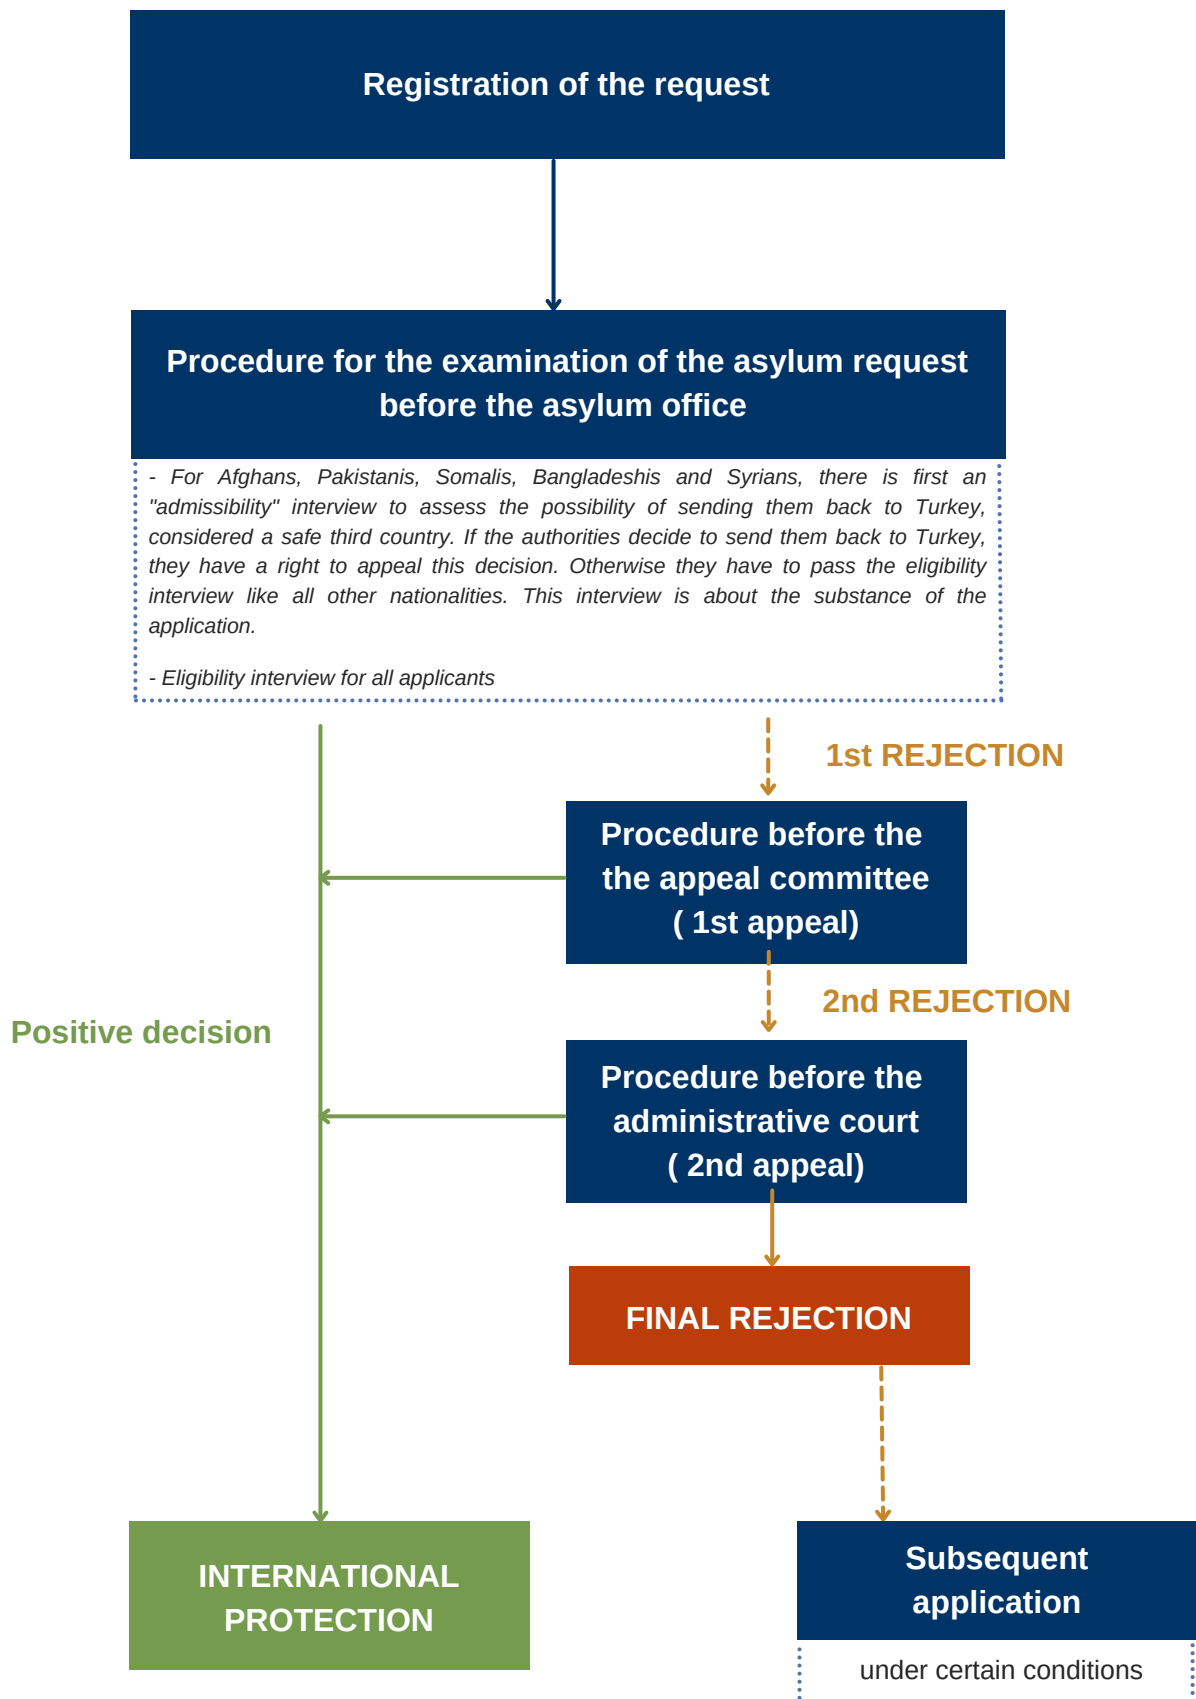 Registration of the request
Procedure for the examination of the asylum request
before the asylum office
- For Afghans, Pakistanis, Somalis, Bangladeshis and Syrians, there is first an
"admissibility" interview to assess the possibility of sending them back to Turkey,
considered a safe third country. If the authorities decide to send them back to Turkey,
they have a right to appeal this decision. Otherwise they have to pass the eligibility
interview like all other nationalities. This interview is about the substance of the
application.
- Eligibility interview for all applicants
1st REJECTION
Procedure before the
the appeal committee
( 1st appeal)
2nd REJECTION
Positive decision
Procedure before the
administrative court
( 2nd appeal)
FINAL REJECTION
INTERNATIONAL
PROTECTION
Subsequent
application
under certain conditions